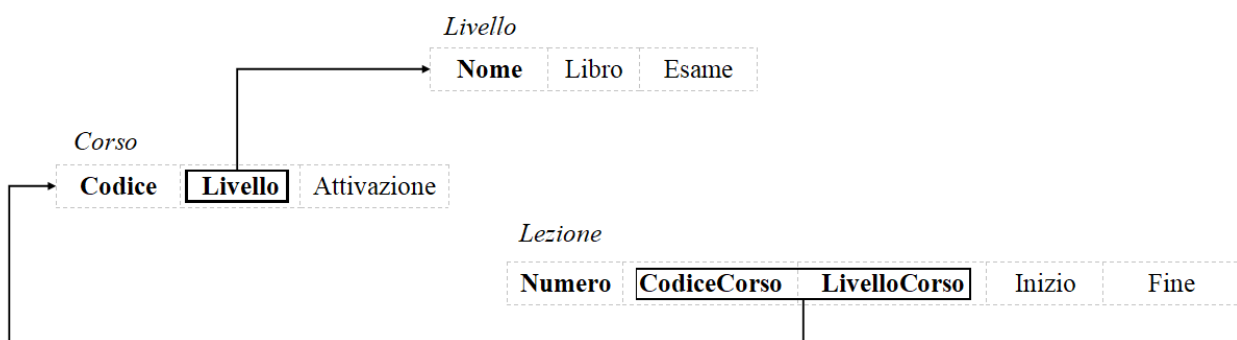 Livello
Nome Libro Esame
Corso
Codice Livello Attivazione
Lezione
Numero CodiceCorso LivelloCorso Inizio Fine